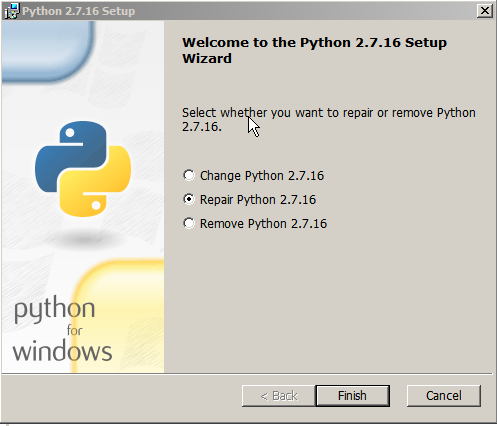 Python 2.7.16 Setup
Welcome to the Python 2.7.16 Setup
Wizard
Select whether you want to repair or remove Python
2.7.16.
Change Python 2.7.16
Repair Python 2.7.16
Remove Python 2.7.16
python
for
windows
< Back
Finish
Cancel